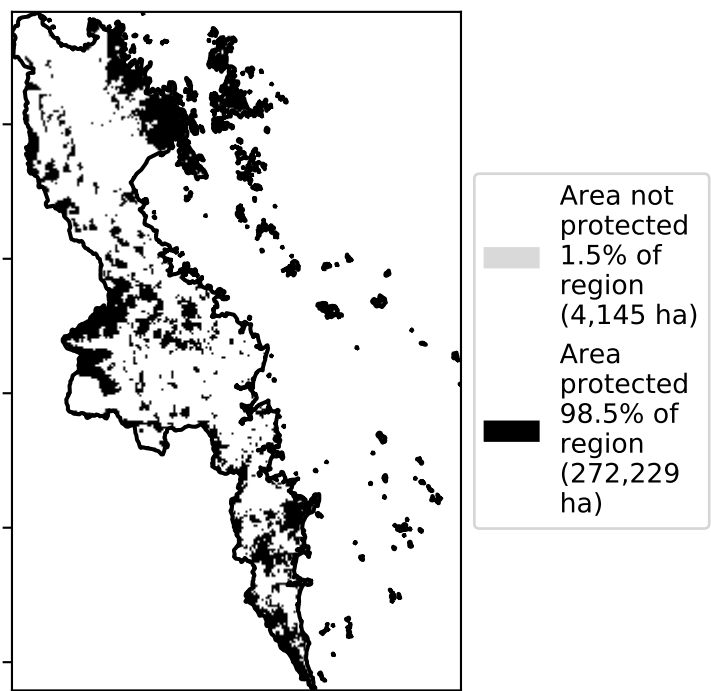 Area not
protected
1.5% of
region
(4,145 ha)
Area
protected
98.5% of
region
(272,229
ha)